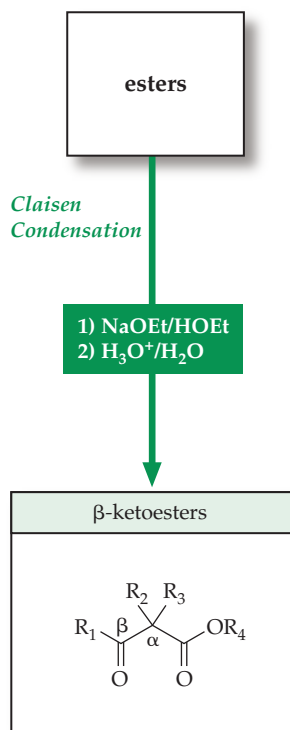 esters
Claisen
Condensation
1) NaOEt/HOEt
2) H₃O⁺/H₂O
β-ketoesters
R₂ R₃
R₁ β α OR₄
O O